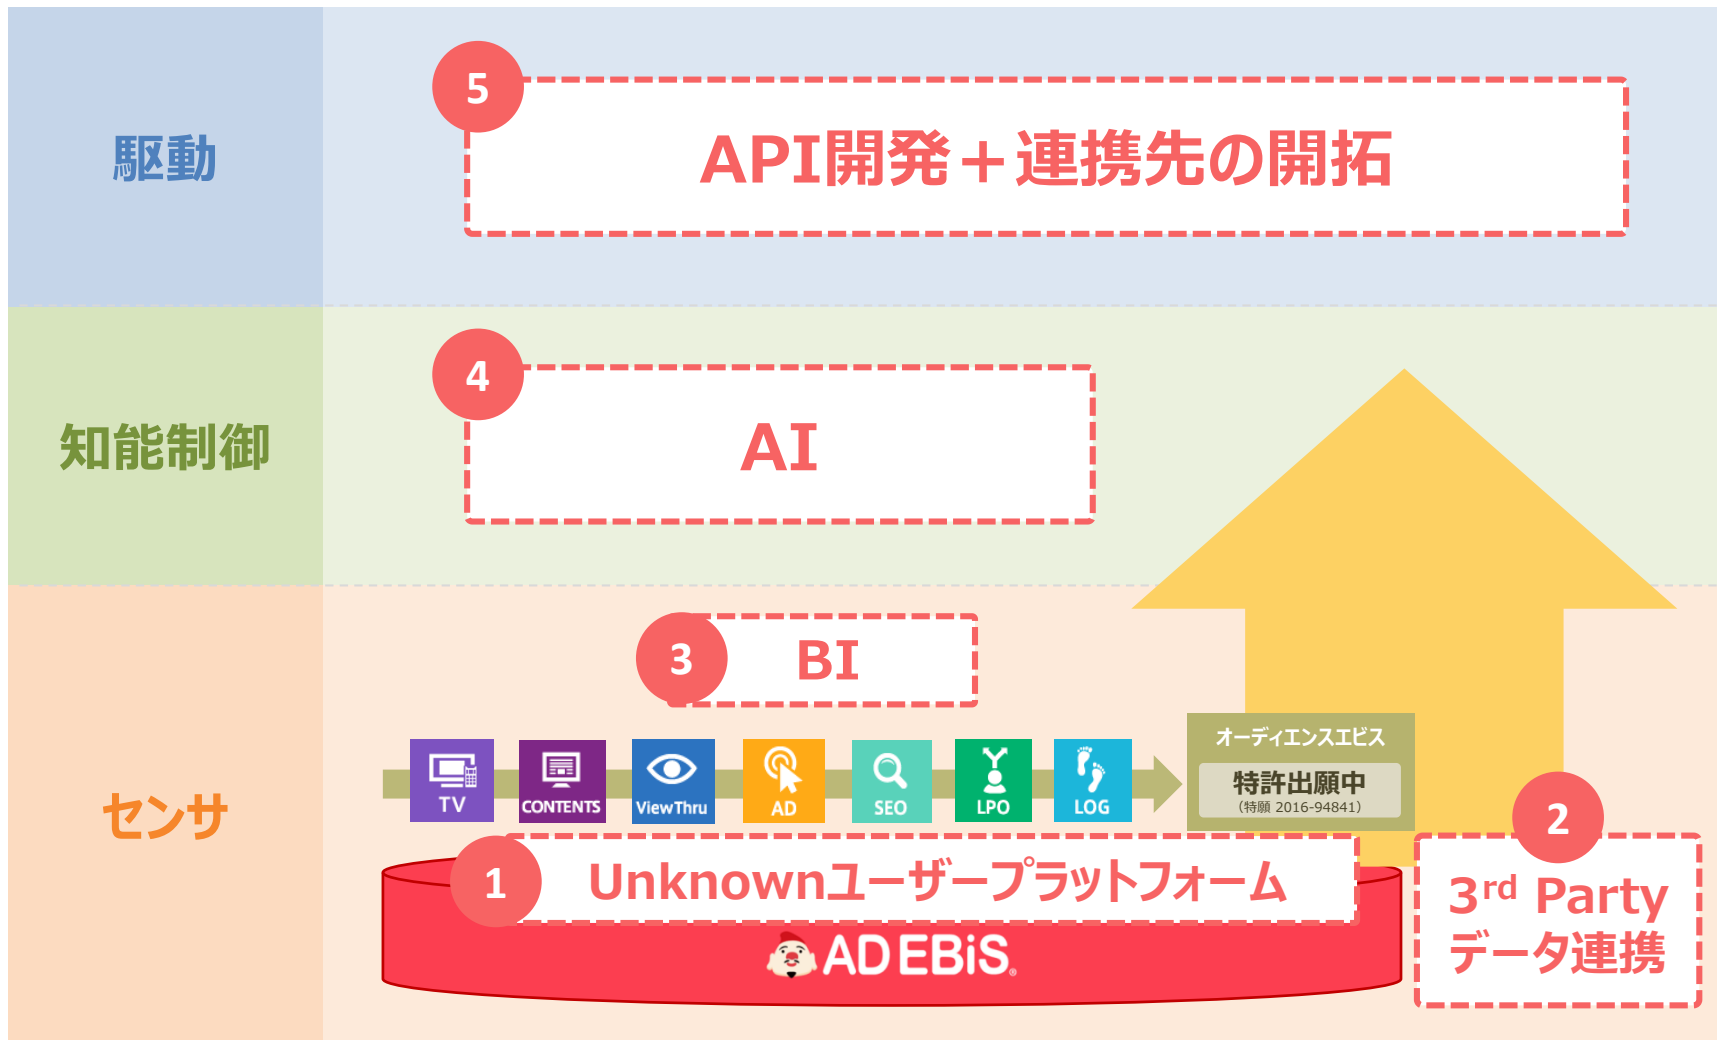 駆動
5
API開発＋連携先の開拓
知能制御
4
AI
センサ
3
BI
TV
CONTENTS
ViewThru
AD
SEO
LPO
LOG
オーディエンスエビス
特許出願中
（特願 2016-94841）
1
Unknownユーザープラットフォーム
AD EBiS®
2
3rd Party
データ連携